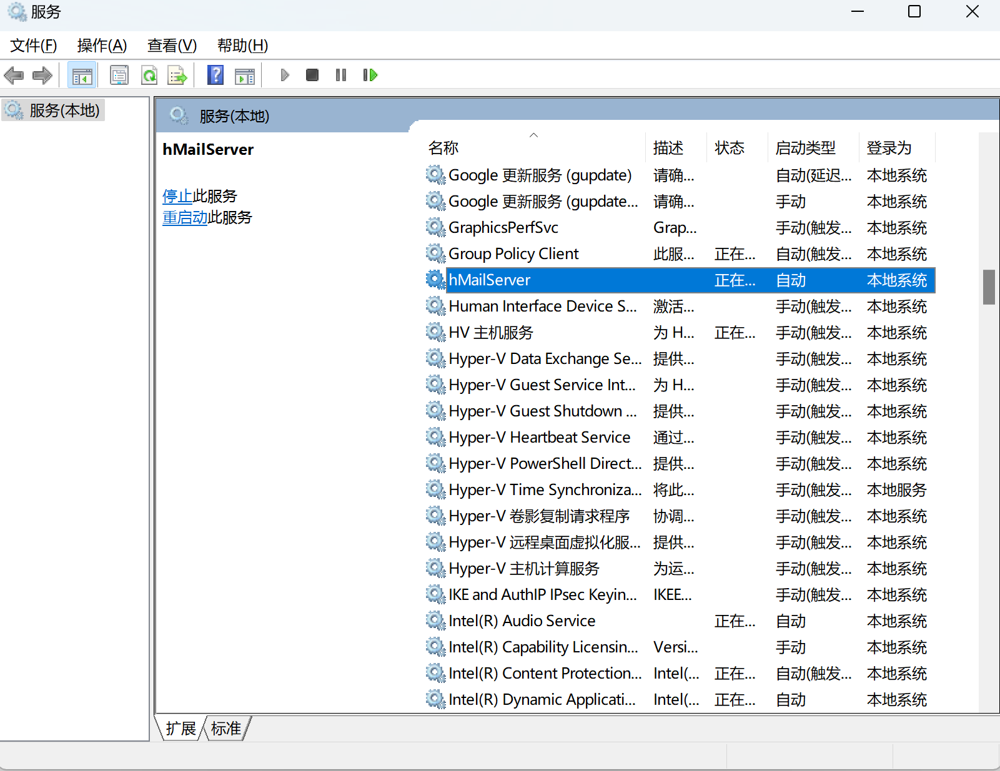 服务
文件(F) 操作(A) 查看(V) 帮助(H)
服务(本地)
服务(本地)
hMailServer
停止此服务
重启动此服务
名称 描述 状态 启动类型 登录为
Google 更新服务 (gupdate) 请确... 自动(延迟... 本地系统
Google 更新服务 (gupdate... 请确... 手动 本地系统
GraphicsPerfSvc Grap... 手动(触发... 本地系统
Group Policy Client 此服... 正在... 自动(触发... 本地系统
hMailServer 正在... 自动 本地系统
Human Interface Device S... 激活... 手动(触发... 本地系统
HV 主机服务 为 H... 正在... 手动(触发... 本地系统
Hyper-V Data Exchange Se... 提供... 手动(触发... 本地系统
Hyper-V Guest Service Int... 为 H... 手动(触发... 本地系统
Hyper-V Guest Shutdown ... 提供... 手动(触发... 本地系统
Hyper-V Heartbeat Service 通过... 手动(触发... 本地系统
Hyper-V PowerShell Direct... 提供... 手动(触发... 本地系统
Hyper-V Time Synchroniza... 将此... 手动(触发... 本地服务
Hyper-V 卷影复制请求程序 协调... 手动(触发... 本地系统
Hyper-V 远程桌面虚拟化服... 提供... 手动(触发... 本地系统
Hyper-V 主机计算服务 为运... 手动(触发... 本地系统
IKE and AuthIP IPsec Keyin... IKEE... 手动(触发... 本地系统
Intel(R) Audio Service 正在... 自动 本地系统
Intel(R) Capability Licensin... Versi... 手动 本地系统
Intel(R) Content Protection... Intel(... 正在... 自动(触发... 本地系统
Intel(R) Dynamic Applicati... Intel(... 正在... 自动 本地系统
扩展 标准